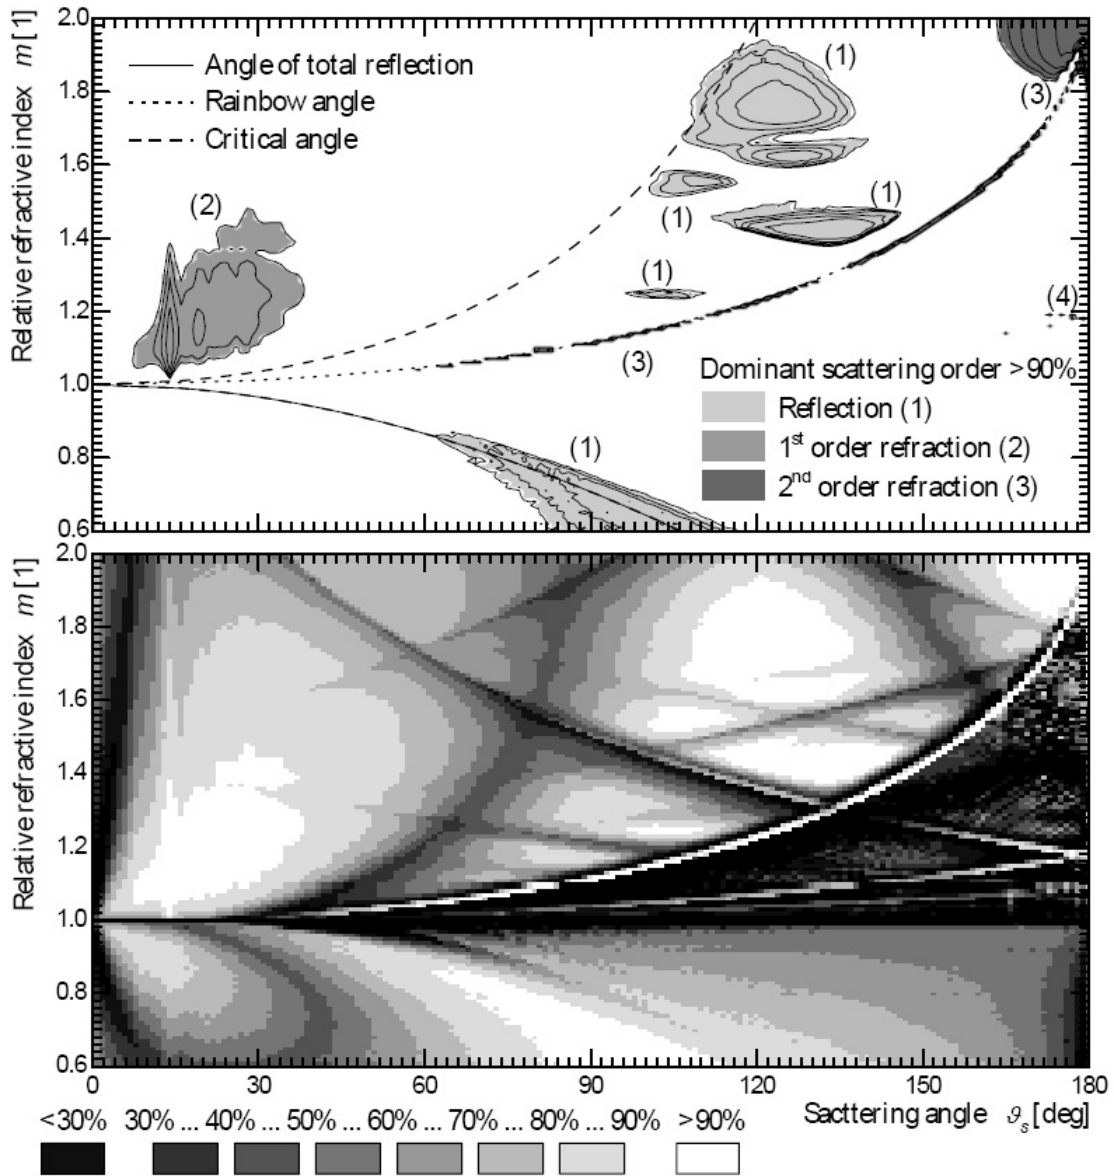 Relative refractive index m [1]
2.0
1.8
1.6
1.4
1.2
1.0
0.8
0.6
Angle of total reflection
Rainbow angle
Critical angle
(1)
(3)
(2)
(1)
(1)
(1)
(4)
(3)
(1)
Dominant scattering order >90%
Reflection (1)
1st order refraction (2)
2nd order refraction (3)
Relative refractive index m [1]
2.0
1.8
1.6
1.4
1.2
1.0
0.8
0.6
0 30 60 90 120 150 180
<30% 30% ... 40% ... 50% ... 60% ... 70% ... 80% ... 90% >90%
Sacttering angle ϑs [deg]